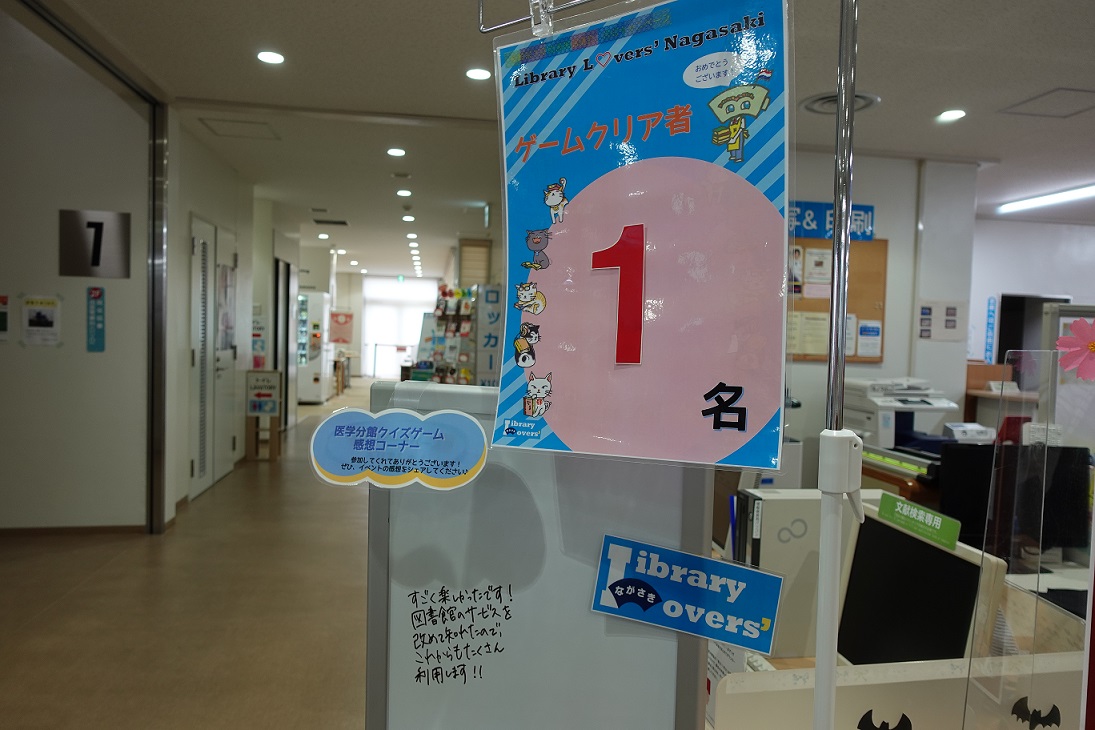 Library L♡vers' Nagasaki
おめでとう
ございます
ゲームクリア者
1
名
Library
Lovers'
1
ロッカー
トイレ
LAVATORY
医学分館クイズゲーム
感想コーナー
参加してくれてありがとうございます！
ぜひ、イベントの感想をシェアしてください♪
すごく楽しかったです！
図書館のサービスを
改めて知れたので、
これからもたくさん
利用します！！
Library
ながさき
Lovers'
文献検索専用